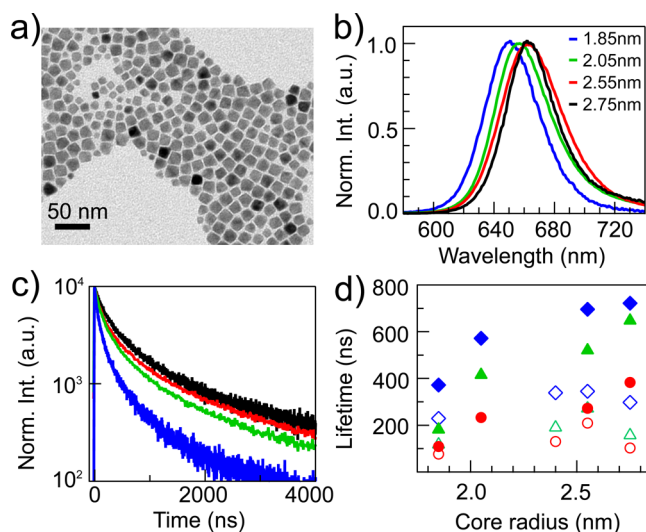 a)
50 nm
b)
Norm. Int. (a.u.)
1.0
0.5
0.0
600 640 680 720
Wavelength (nm)
1.85nm
2.05nm
2.55nm
2.75nm
c)
Norm. Int. (a.u.)
10^4
10^3
10^2
0 2000 4000
Time (ns)
d)
Lifetime (ns)
800
600
400
200
2.0 2.5
Core radius (nm)